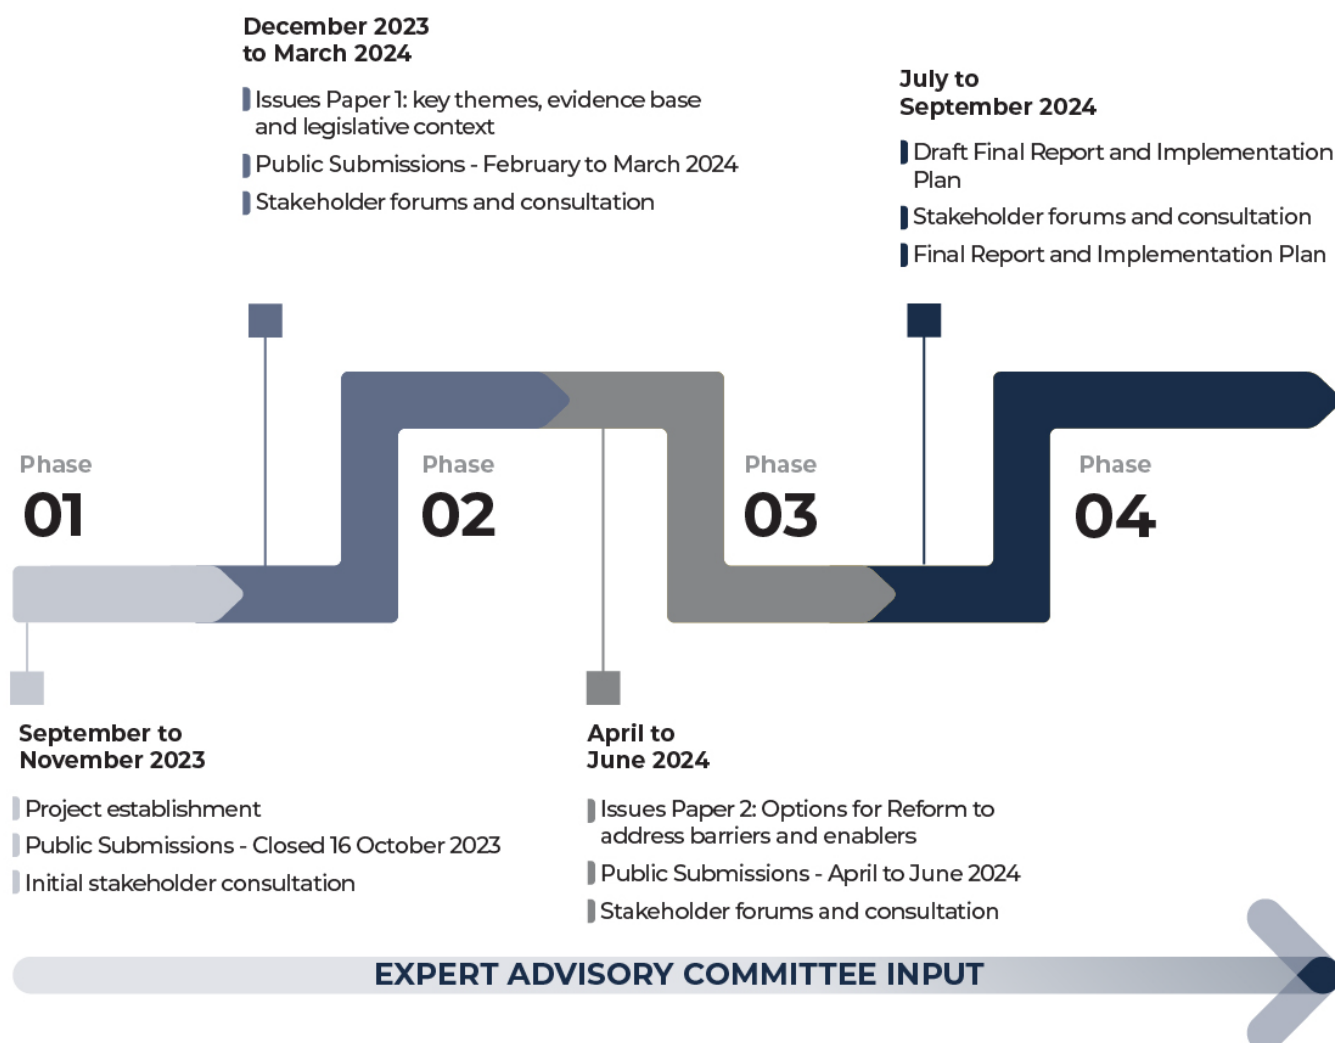 December 2023
to March 2024
Issues Paper 1: key themes, evidence base
and legislative context
Public Submissions - February to March 2024
Stakeholder forums and consultation
July to
September 2024
Draft Final Report and Implementation
Plan
Stakeholder forums and consultation
Final Report and Implementation Plan
Phase
01
Phase
02
Phase
03
Phase
04
September to
November 2023
Project establishment
Public Submissions - Closed 16 October 2023
Initial stakeholder consultation
April to
June 2024
Issues Paper 2: Options for Reform to
address barriers and enablers
Public Submissions - April to June 2024
Stakeholder forums and consultation
EXPERT ADVISORY COMMITTEE INPUT